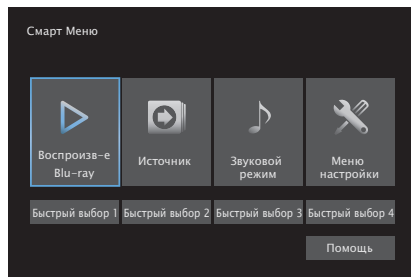 Смарт Меню
Воспроизв-е
Blu-ray
Источник
Звуковой
режим
Меню
настройки
Быстрый выбор 1 Быстрый выбор 2 Быстрый выбор 3 Быстрый выбор 4
Помощь